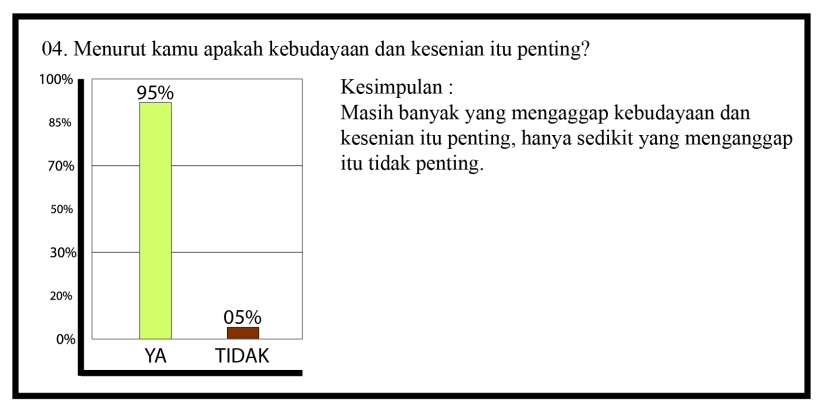 04. Menurut kamu apakah kebudayaan dan kesenian itu penting?
100%
95%
85%
70%
50%
30%
20%
05%
0%
YA
TIDAK
Kesimpulan :
Masih banyak yang mengaggap kebudayaan dan
kesenian itu penting, hanya sedikit yang menganggap
itu tidak penting.